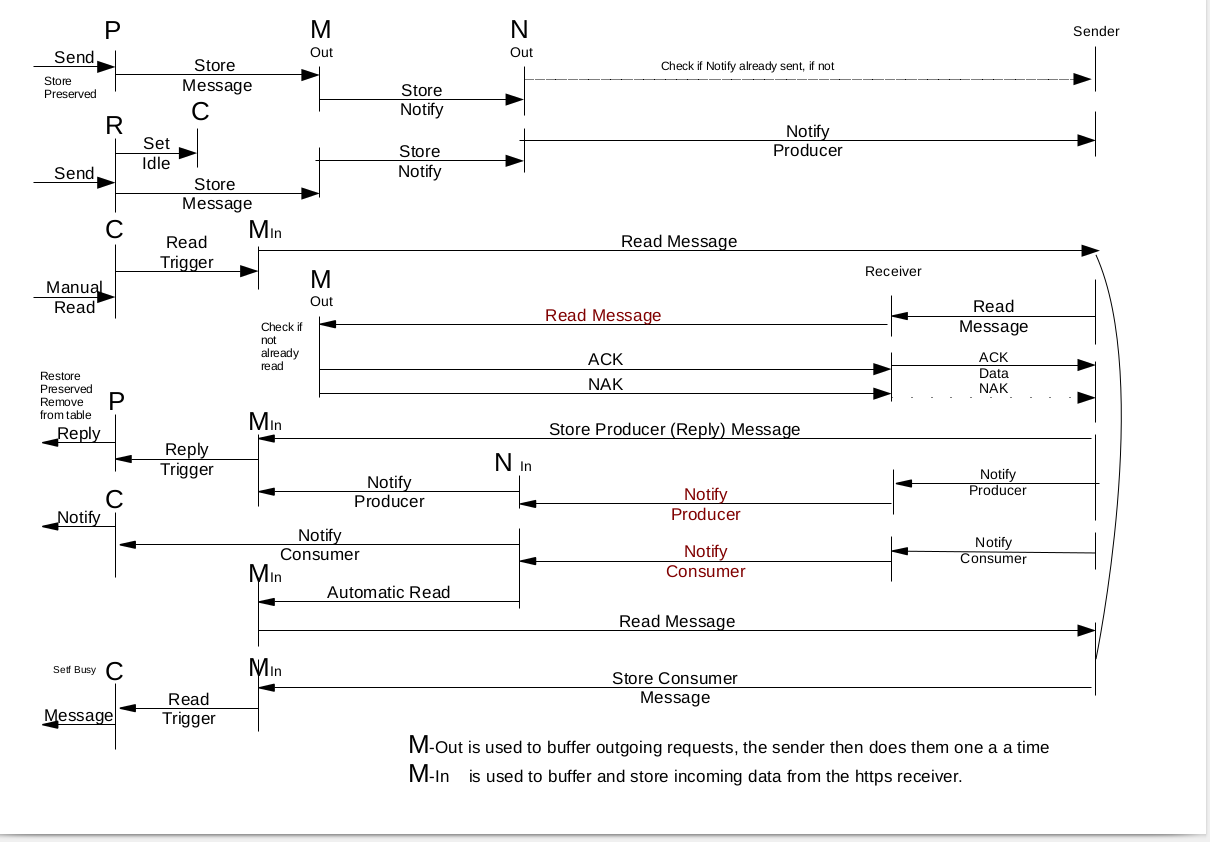 P
M
Out
N
Out
Sender
Send
Store
Preserved
Store
Message
Check if Notify already sent, if not
Store
Notify
C
R
Set
Idle
Send
Store
Message
Store
Notify
Notify
Producer
C
Read
Trigger
MIn
Read Message
Manual
Read
M
Out
Receiver
Check if
not
already
read
Read Message
Read
Message
ACK
NAK
ACK
Data
NAK
Restore
Preserved
Remove
from table
P
Reply
Reply
Trigger
MIn
Store Producer (Reply) Message
N In
Notify
Producer
Notify
Producer
Notify
Producer
C
Notify
Notify
Consumer
Notify
Consumer
Notify
Consumer
MIn
Automatic Read
Read Message
Setf Busy
C
MIn
Store Consumer
Message
Message
Read
Trigger
M-Out is used to buffer outgoing requests, the sender then does them one a a time
M-In is used to buffer and store incoming data from the https receiver.